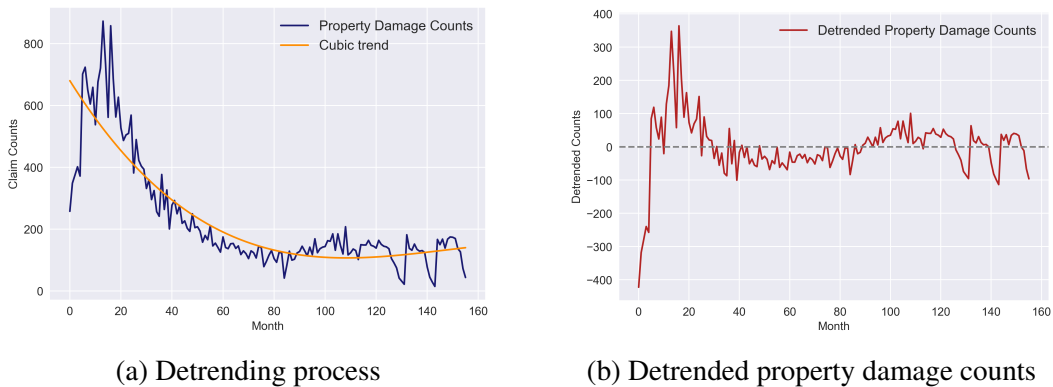 Property Damage Counts
Cubic trend
Claim Counts
800
600
400
200
0
0 20 40 60 80 100 120 140 160
Month
(a) Detrending process
Detrended Property Damage Counts
Detrended Counts
400
300
200
100
0
−100
−200
−300
−400
0 20 40 60 80 100 120 140 160
Month
(b) Detrended property damage counts